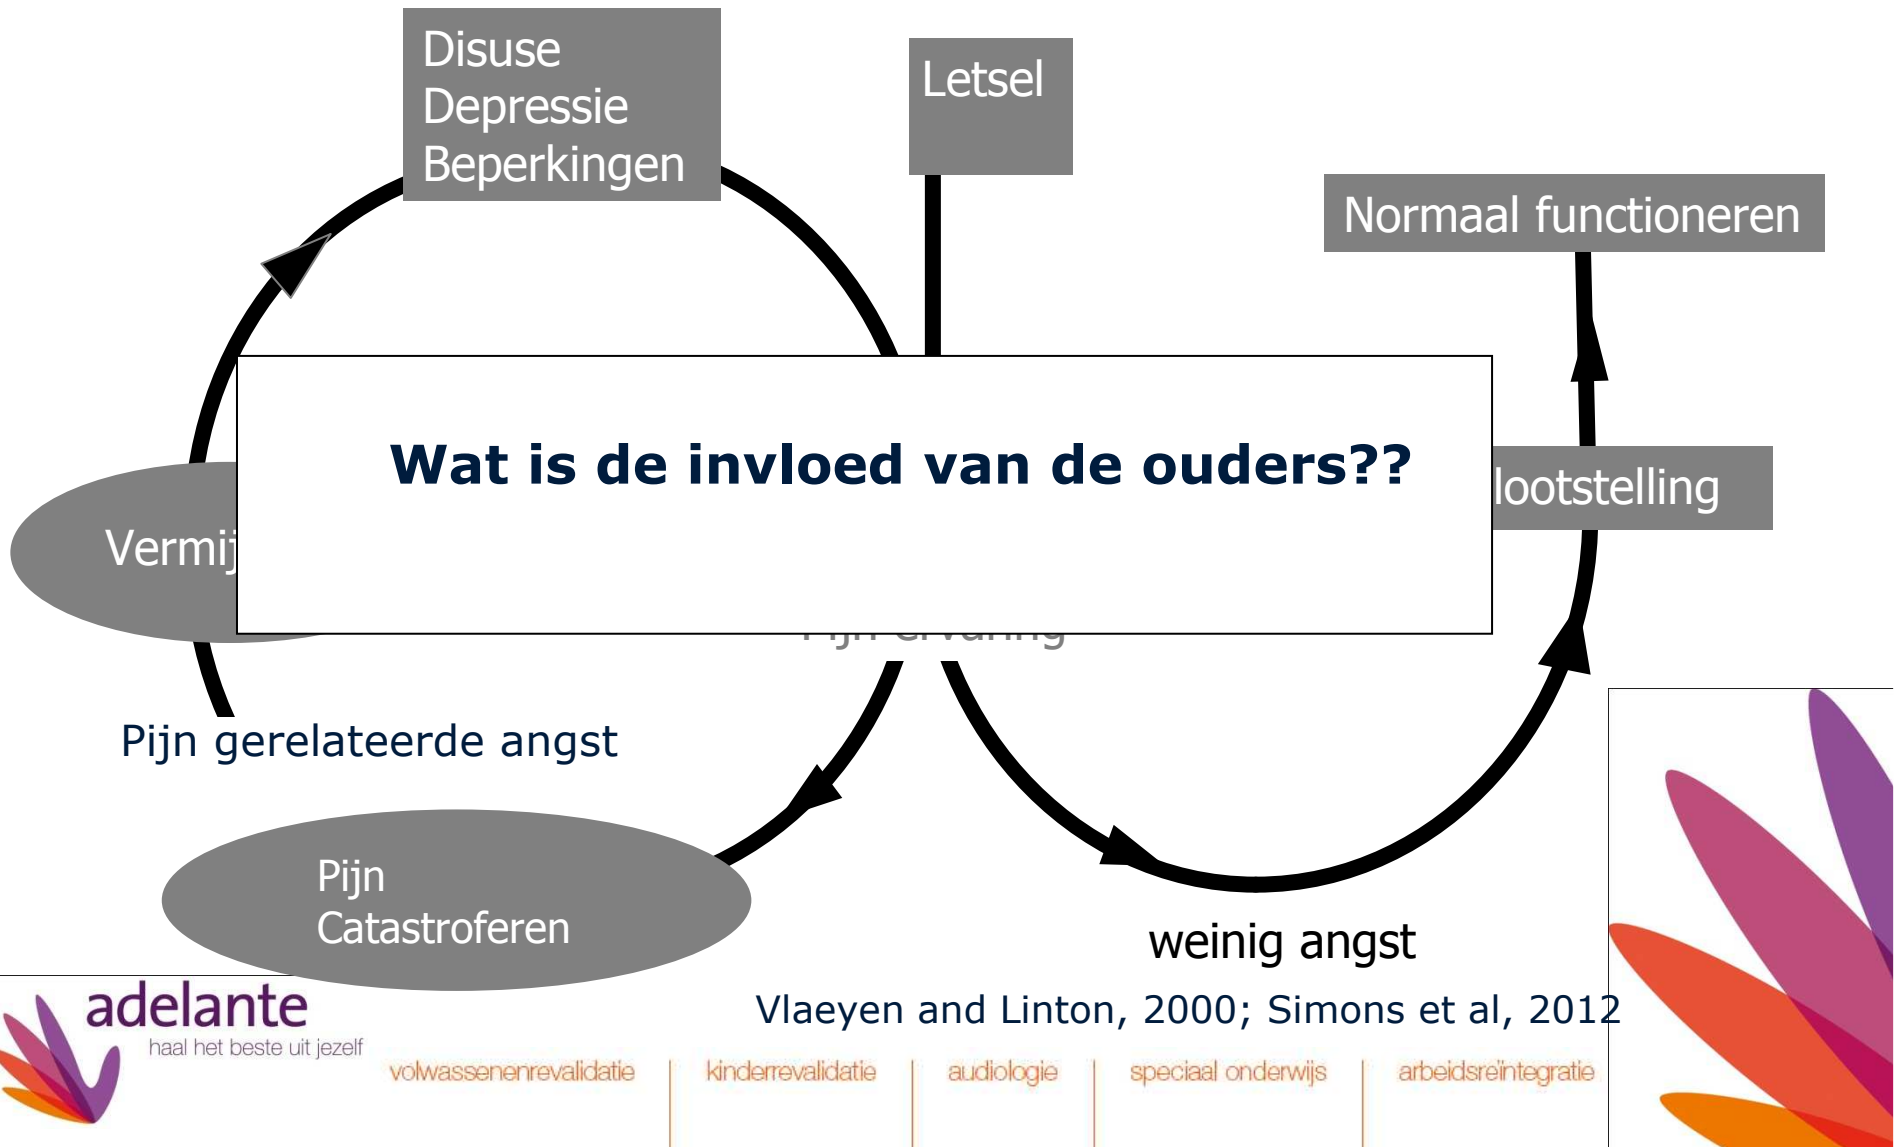 Disuse
Depressie
Beperkingen
Letsel
Normaal functioneren
Wat is de invloed van de ouders??
lootstelling
Vermij
Pijn ervaring
Pijn gerelateerde angst
Pijn
Catastroferen
weinig angst
Vlaeyen and Linton, 2000; Simons et al, 2012
adelante
haal het beste uit jezelf
volwassenenrevalidatie
kinderrevalidatie
audiologie
speciaal onderwijs
arbeidsreïntegratie